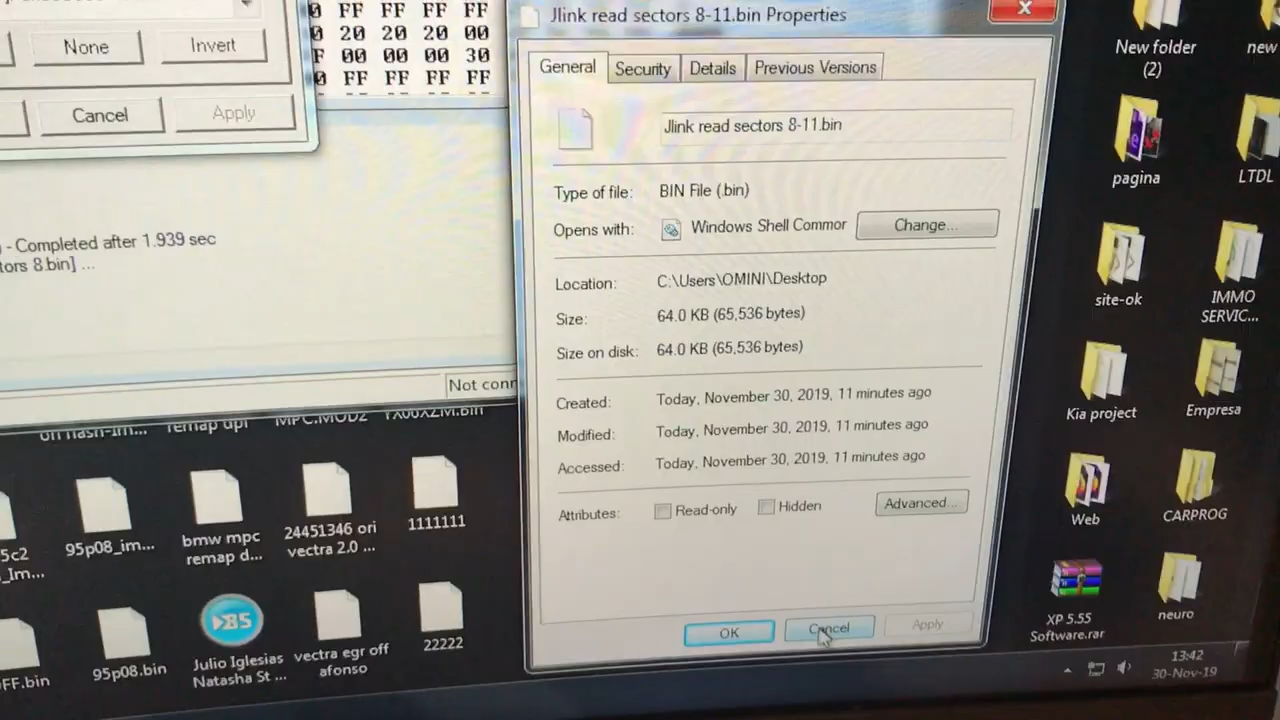 None
Invert
Cancel
Apply
FF FF FF FF
20 20 20 00
00 00 00 30
FF FF FF FF
- Completed after 1.939 sec
tors 8.bin] ...
Not conn
Jlink read sectors 8-11.bin Properties
General
Security
Details
Previous Versions
Jlink read sectors 8-11.bin
Type of file: BIN File (.bin)
Opens with: Windows Shell Commor
Change...
Location: C:\Users\OMINI\Desktop
Size: 64.0 KB (65,536 bytes)
Size on disk: 64.0 KB (65,536 bytes)
Created: Today, November 30, 2019, 11 minutes ago
Modified: Today, November 30, 2019, 11 minutes ago
Accessed: Today, November 30, 2019, 11 minutes ago
Attributes:
Read-only
Hidden
Advanced...
OK
Cancel
Apply
New folder
(2)
new
pagina
LTDL
site-ok
IMMO
SERVIC...
Kia project
Empresa
Web
CARPROG
XP 5.55
Software.rar
neuro
5c2
_Im...
95p08_im...
bmw mpc
remap d...
24451346 ori
vectra 2.0 ...
1111111
FF.bin
95p08.bin
Julio Iglesias
Natasha St ...
vectra egr off
afonso
22222
13:42
30-Nov-19